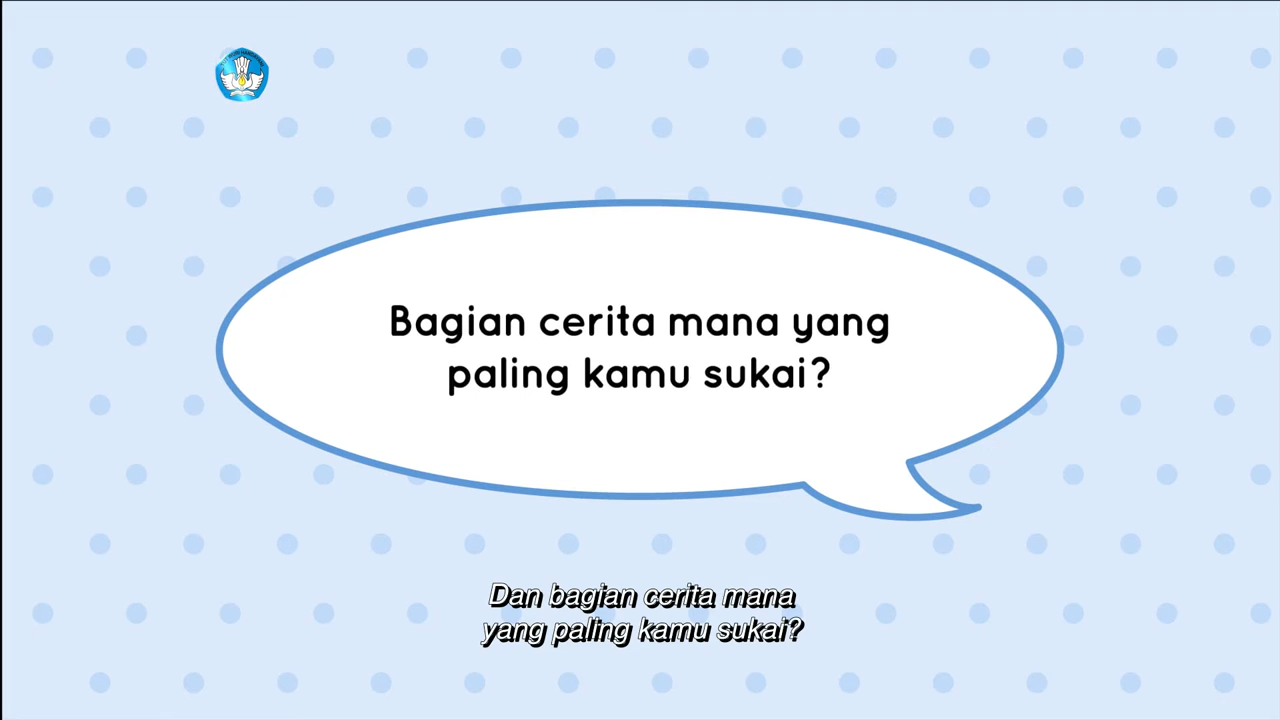 Bagian cerita mana yang
paling kamu sukai?
Dan bagian cerita mana
yang paling kamu sukai?